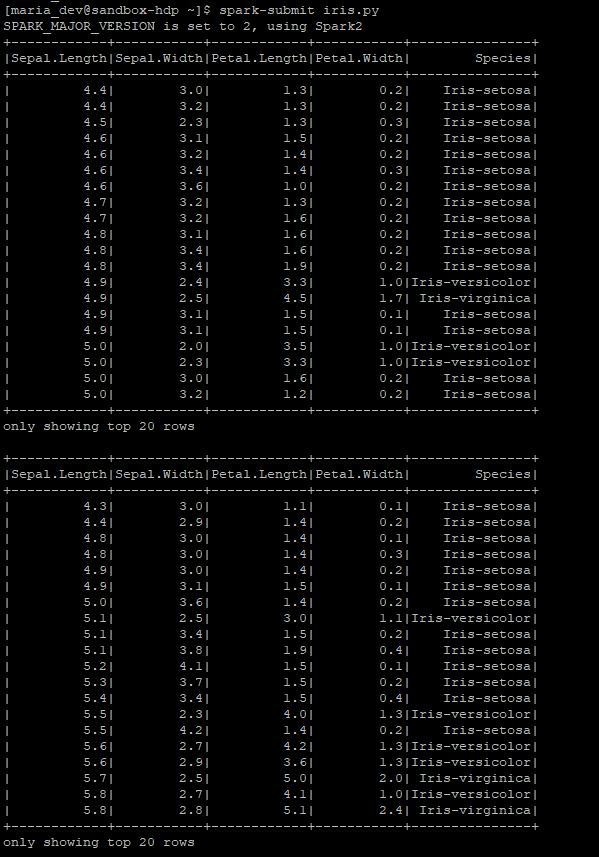 [maria_dev@sandbox-hdp ~]$ spark-submit iris.py
SPARK_MAJOR_VERSION is set to 2, using Spark2
+------------+-----------+------------+-----------+---------------+
|Sepal.Length|Sepal.Width|Petal.Length|Petal.Width|        Species|
+------------+-----------+------------+-----------+---------------+
|         4.4|        3.0|         1.3|        0.2|    Iris-setosa|
|         4.4|        3.2|         1.3|        0.2|    Iris-setosa|
|         4.5|        2.3|         1.3|        0.3|    Iris-setosa|
|         4.6|        3.1|         1.5|        0.2|    Iris-setosa|
|         4.6|        3.2|         1.4|        0.2|    Iris-setosa|
|         4.6|        3.4|         1.4|        0.3|    Iris-setosa|
|         4.6|        3.6|         1.0|        0.2|    Iris-setosa|
|         4.7|        3.2|         1.3|        0.2|    Iris-setosa|
|         4.7|        3.2|         1.6|        0.2|    Iris-setosa|
|         4.8|        3.1|         1.6|        0.2|    Iris-setosa|
|         4.8|        3.4|         1.6|        0.2|    Iris-setosa|
|         4.8|        3.4|         1.9|        0.2|    Iris-setosa|
|         4.9|        2.4|         3.3|        1.0|Iris-versicolor|
|         4.9|        2.5|         4.5|        1.7| Iris-virginica|
|         4.9|        3.1|         1.5|        0.1|    Iris-setosa|
|         4.9|        3.1|         1.5|        0.1|    Iris-setosa|
|         5.0|        2.0|         3.5|        1.0|Iris-versicolor|
|         5.0|        2.3|         3.3|        1.0|Iris-versicolor|
|         5.0|        3.0|         1.6|        0.2|    Iris-setosa|
|         5.0|        3.2|         1.2|        0.2|    Iris-setosa|
+------------+-----------+------------+-----------+---------------+
only showing top 20 rows

+------------+-----------+------------+-----------+---------------+
|Sepal.Length|Sepal.Width|Petal.Length|Petal.Width|        Species|
+------------+-----------+------------+-----------+---------------+
|         4.3|        3.0|         1.1|        0.1|    Iris-setosa|
|         4.4|        2.9|         1.4|        0.2|    Iris-setosa|
|         4.8|        3.0|         1.4|        0.1|    Iris-setosa|
|         4.8|        3.0|         1.4|        0.3|    Iris-setosa|
|         4.9|        3.0|         1.4|        0.2|    Iris-setosa|
|         4.9|        3.1|         1.5|        0.1|    Iris-setosa|
|         5.0|        3.6|         1.4|        0.2|    Iris-setosa|
|         5.1|        2.5|         3.0|        1.1|Iris-versicolor|
|         5.1|        3.4|         1.5|        0.2|    Iris-setosa|
|         5.1|        3.8|         1.9|        0.4|    Iris-setosa|
|         5.2|        4.1|         1.5|        0.1|    Iris-setosa|
|         5.3|        3.7|         1.5|        0.2|    Iris-setosa|
|         5.4|        3.4|         1.5|        0.4|    Iris-setosa|
|         5.5|        2.3|         4.0|        1.3|Iris-versicolor|
|         5.5|        4.2|         1.4|        0.2|    Iris-setosa|
|         5.6|        2.7|         4.2|        1.3|Iris-versicolor|
|         5.6|        2.9|         3.6|        1.3|Iris-versicolor|
|         5.7|        2.5|         5.0|        2.0| Iris-virginica|
|         5.8|        2.7|         4.1|        1.0|Iris-versicolor|
|         5.8|        2.8|         5.1|        2.4| Iris-virginica|
+------------+-----------+------------+-----------+---------------+
only showing top 20 rows